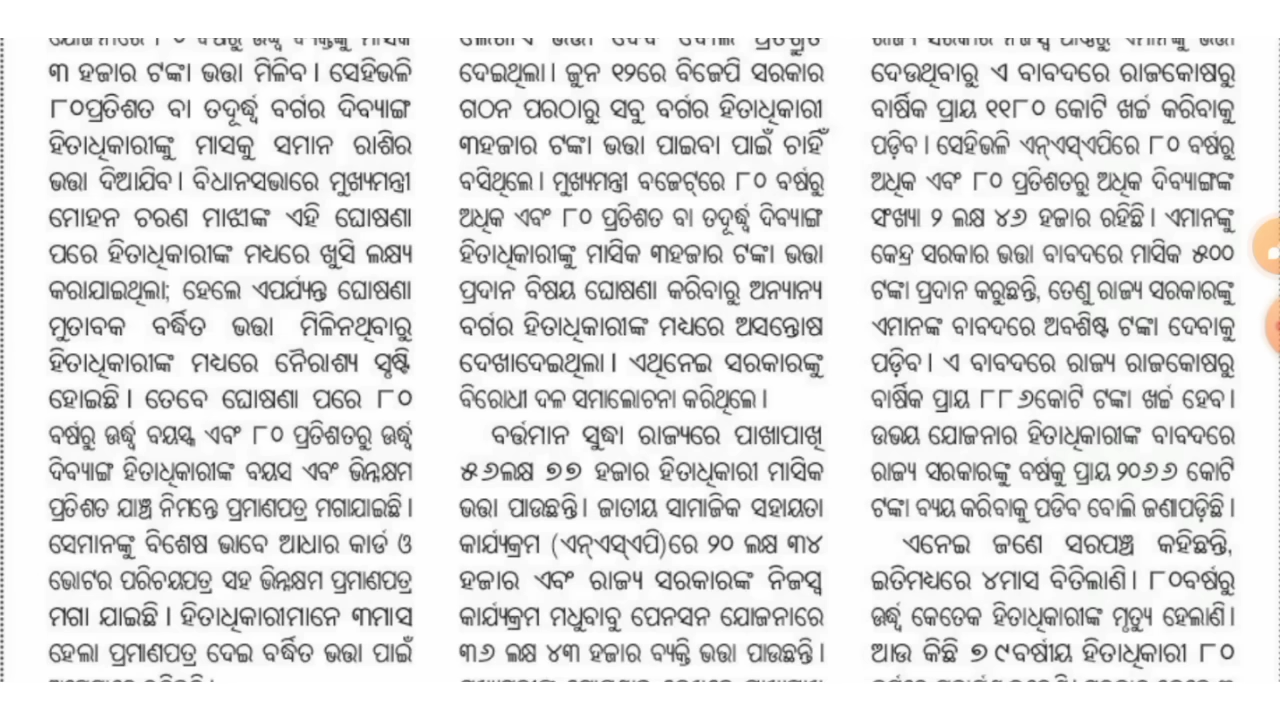 ୩ ହଜାର ଟଙ୍କା ଭତ୍ତା ମିଳିବ। ସେହିଭଳି
୮୦ପ୍ରତିଶତ ବା ତଦୂର୍ଦ୍ଧ୍ୱ ବର୍ଗର ଦିବ୍ୟାଙ୍ଗ
ହିତାଧିକାରୀଙ୍କୁ ମାସକୁ ସମାନ ରାଶିର
ଭତ୍ତା ଦିଆଯିବ। ବିଧାନସଭାରେ ମୁଖ୍ୟମନ୍ତ୍ରୀ
ମୋହନ ଚରଣ ମାଝୀଙ୍କ ଏହି ଘୋଷଣା
ପରେ ହିତାଧିକାରୀଙ୍କ ମଧ୍ୟରେ ଖୁସି ଲକ୍ଷ୍ୟ
କରାଯାଇଥିଲା; ହେଲେ ଏପର୍ଯ୍ୟନ୍ତ ଘୋଷଣା
ମୁତାବକ ବର୍ଦ୍ଧିତ ଭତ୍ତା ମିଳିନଥିବାରୁ
ହିତାଧିକାରୀଙ୍କ ମଧ୍ୟରେ ନୈରାଶ୍ୟ ସୃଷ୍ଟି
ହୋଇଛି। ତେବେ ଘୋଷଣା ପରେ ୮୦
ବର୍ଷରୁ ଊର୍ଦ୍ଧ୍ୱ ବୟସ୍କ ଏବଂ ୮୦ ପ୍ରତିଶତରୁ ଊର୍ଦ୍ଧ୍ୱ
ଦିବ୍ୟାଙ୍ଗ ହିତାଧିକାରୀଙ୍କ ବୟସ ଏବଂ ଭିନ୍ନକ୍ଷମ
ପ୍ରତିଶତ ଯାଞ୍ଚ ନିମନ୍ତେ ପ୍ରମାଣପତ୍ର ମଗାଯାଇଛି।
ସେମାନଙ୍କୁ ବିଶେଷ ଭାବେ ଆଧାର କାର୍ଡ ଓ
ଭୋଟର ପରିଚୟପତ୍ର ସହ ଭିନ୍ନକ୍ଷମ ପ୍ରମାଣପତ୍ର
ମଗା ଯାଇଛି। ହିତାଧିକାରୀମାନେ ୩ମାସ
ହେଲା ପ୍ରମାଣପତ୍ର ଦେଇ ବର୍ଦ୍ଧିତ ଭତ୍ତା ପାଇଁ
ଦେଇଥିଲା। ଜୁନ ୧୨ରେ ବିଜେପି ସରକାର
ଗଠନ ପରଠାରୁ ସବୁ ବର୍ଗର ହିତାଧିକାରୀ
୩ହଜାର ଟଙ୍କା ଭତ୍ତା ପାଇବା ପାଇଁ ଚାହିଁ
ବସିଥିଲେ। ମୁଖ୍ୟମନ୍ତ୍ରୀ ବଜେଟ୍‌ରେ ୮୦ ବର୍ଷରୁ
ଅଧିକ ଏବଂ ୮୦ ପ୍ରତିଶତ ବା ତଦୂର୍ଦ୍ଧ୍ୱ ଦିବ୍ୟାଙ୍ଗ
ହିତାଧିକାରୀଙ୍କୁ ମାସିକ ୩ହଜାର ଟଙ୍କା ଭତ୍ତା
ପ୍ରଦାନ ବିଷୟ ଘୋଷଣା କରିବାରୁ ଅନ୍ୟାନ୍ୟ
ବର୍ଗର ହିତାଧିକାରୀଙ୍କ ମଧ୍ୟରେ ଅସନ୍ତୋଷ
ଦେଖାଦେଇଥିଲା। ଏଥିନେଇ ସରକାରଙ୍କୁ
ବିରୋଧୀ ଦଳ ସମାଲୋଚନା କରିଥିଲେ।
ବର୍ତ୍ତମାନ ସୁଦ୍ଧା ରାଜ୍ୟରେ ପାଖାପାଖି
୫୬ଲକ୍ଷ ୭୭ ହଜାର ହିତାଧିକାରୀ ମାସିକ
ଭତ୍ତା ପାଉଛନ୍ତି। ଜାତୀୟ ସାମାଜିକ ସହାୟତା
କାର୍ଯ୍ୟକ୍ରମ (ଏନ୍‌ଏସ୍‌ଏପି)ରେ ୨୦ ଲକ୍ଷ ୩୪
ହଜାର ଏବଂ ରାଜ୍ୟ ସରକାରଙ୍କ ନିଜସ୍ୱ
କାର୍ଯ୍ୟକ୍ରମ ମଧୁବାବୁ ପେନସନ ଯୋଜନାରେ
୩୬ ଲକ୍ଷ ୪୩ ହଜାର ବ୍ୟକ୍ତି ଭତ୍ତା ପାଉଛନ୍ତି।
ଦେଉଥିବାରୁ ଏ ବାବଦରେ ରାଜକୋଷରୁ
ବାର୍ଷିକ ପ୍ରାୟ ୧୧୮୦ କୋଟି ଖର୍ଚ୍ଚ କରିବାକୁ
ପଡ଼ିବ। ସେହିଭଳି ଏନ୍‌ଏସ୍‌ଏପିରେ ୮୦ ବର୍ଷରୁ
ଅଧିକ ଏବଂ ୮୦ ପ୍ରତିଶତରୁ ଅଧିକ ଦିବ୍ୟାଙ୍ଗଙ୍କ
ସଂଖ୍ୟା ୨ ଲକ୍ଷ ୪୬ ହଜାର ରହିଛି। ଏମାନଙ୍କୁ
କେନ୍ଦ୍ର ସରକାର ଭତ୍ତା ବାବଦରେ ମାସିକ ୫୦୦
ଟଙ୍କା ପ୍ରଦାନ କରୁଛନ୍ତି, ତେଣୁ ରାଜ୍ୟ ସରକାରଙ୍କୁ
ଏମାନଙ୍କ ବାବଦରେ ଅବଶିଷ୍ଟ ଟଙ୍କା ଦେବାକୁ
ପଡ଼ିବ। ଏ ବାବଦରେ ରାଜ୍ୟ ରାଜକୋଷରୁ
ବାର୍ଷିକ ପ୍ରାୟ ୮୮୬କୋଟି ଟଙ୍କା ଖର୍ଚ୍ଚ ହେବ।
ଉଭୟ ଯୋଜନାର ହିତାଧିକାରୀଙ୍କ ବାବଦରେ
ରାଜ୍ୟ ସରକାରଙ୍କୁ ବର୍ଷକୁ ପ୍ରାୟ ୨୦୬୬ କୋଟି
ଟଙ୍କା ବ୍ୟୟ କରିବାକୁ ପଡିବ ବୋଲି ଜଣାପଡ଼ିଛି।
ଏନେଇ ଜଣେ ସରପଞ୍ଚ କହିଛନ୍ତି,
ଇତିମଧ୍ୟରେ ୪ମାସ ବିତିଲାଣି। ୮୦ବର୍ଷରୁ
ଊର୍ଦ୍ଧ୍ୱ କେତେକ ହିତାଧିକାରୀଙ୍କ ମୃତ୍ୟୁ ହେଲାଣି।
ଆଉ କିଛି ୭୯ବର୍ଷୀୟ ହିତାଧିକାରୀ ୮୦